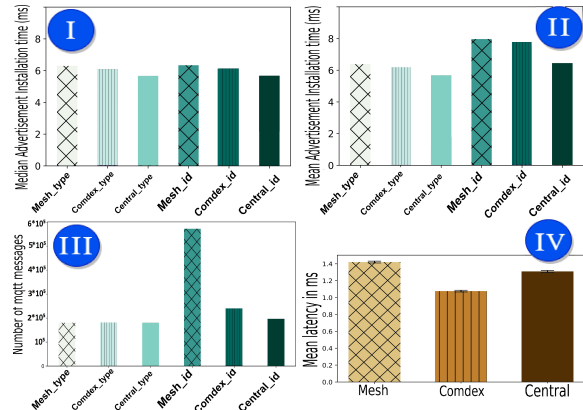 I
Median Advertisement Installation time (ms)
8
6
4
2
0
Mesh_type
Comdex_type
Central_type
Mesh_id
Comdex_id
Central_id
II
Mean Advertisement Installation time (ms)
8
6
4
2
0
Mesh_type
Comdex_type
Central_type
Mesh_id
Comdex_id
Central_id
III
Number of mqtt messages
6*10⁵
5*10⁵
4*10⁵
3*10⁵
2*10⁵
10⁵
0
Mesh_type
Comdex_type
Central_type
Mesh_id
Comdex_id
Central_id
IV
Mean latency in ms
1.4
1.2
1.0
0.8
0.6
0.4
0.2
0.0
Mesh
Comdex
Central